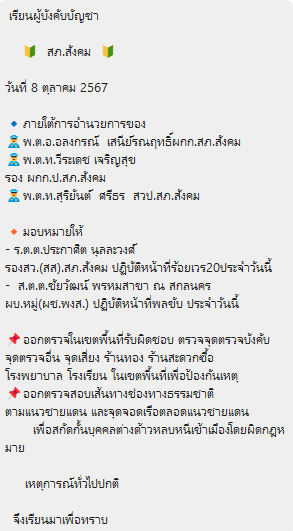 เรียนผู้บังคับบัญชา
🔰 สภ.สังคม 🔰
วันที่ 8 ตุลาคม 2567
🔹ภายใต้การอำนวยการของ
👮พ.ต.อ.อลงกรณ์ เสนีย์รณฤทธิ์ผกก.สภ.สังคม
👮พ.ต.ท.วีระเดช เจริญสุข
รอง ผกก.ป.สภ.สังคม
👮พ.ต.ท.สุริยันต์ ศรีธร สวป.สภ.สังคม
🔸มอบหมายให้
- ร.ต.ต.ประกาศิต นุลละวงศ์
รองสว.(สส).สภ.สังคม ปฏิบัติหน้าที่ร้อยเวร20ประจำวันนี้
- ส.ต.ต.ชัยวัฒน์ พรหมสาขา ณ สกลนคร
ผบ.หมู่(ผช.พงส.) ปฏิบัติหน้าที่พลขับ ประจำวันนี้
📌ออกตรวจในเขตพื้นที่รับผิดชอบ ตรวจจุดตรวจบังคับ
จุดตรวจอื่น จุดเสี่ยง ร้านทอง ร้านสะดวกซื้อ
โรงพยาบาล โรงเรียน ในเขตพื้นที่เพื่อป้องกันเหตุ
📌ออกตรวจสอบเส้นทางช่องทางธรรมชาติ
ตามแนวชายแดน และจุดจอดเรือตลอดแนวชายแดน
เพื่อสกัดกั้นบุคคลต่างด้าวหลบหนีเข้าเมืองโดยผิดกฎห
มาย
เหตุการณ์ทั่วไปปกติ
จึงเรียนมาเพื่อทราบ